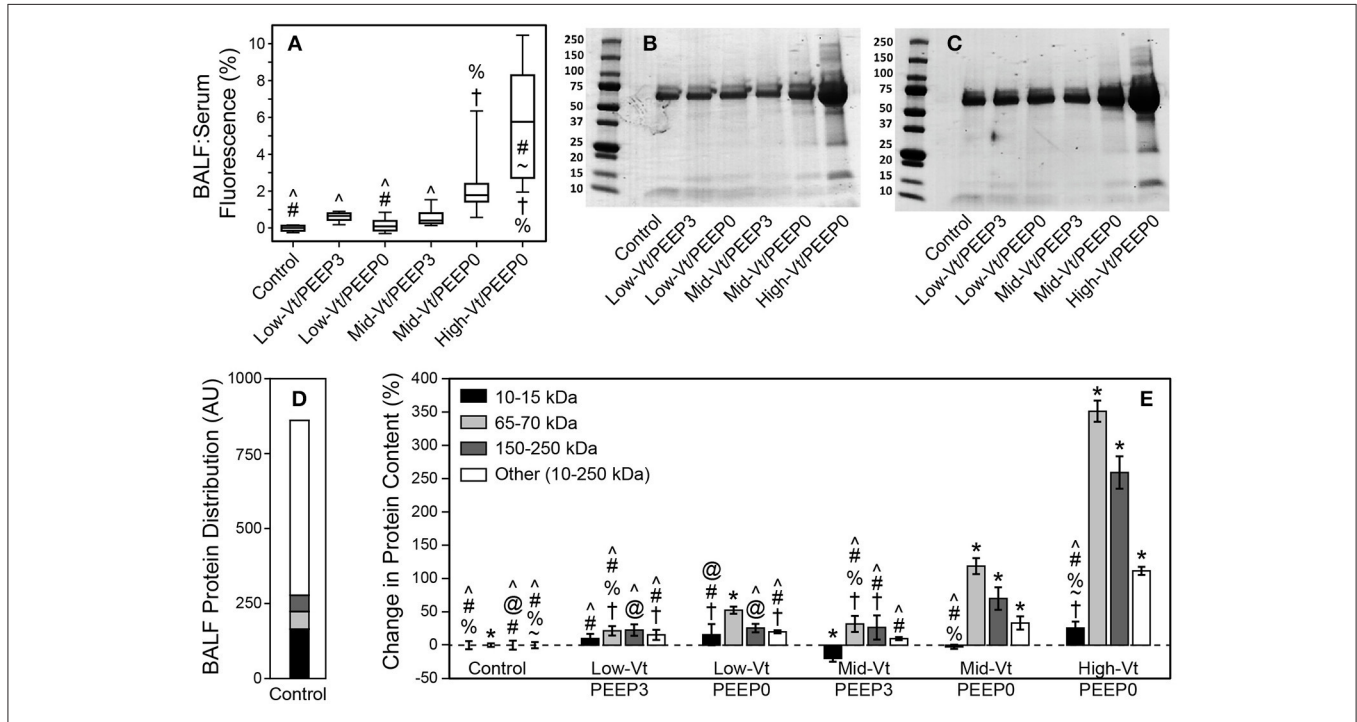 A
BALF:Serum
Fluorescence (%)
10
8
6
4
2
0
^
#
^
^
#
^
%
†
#
~
†
%
Control
Low-Vt/PEEP3
Low-Vt/PEEP0
Mid-Vt/PEEP3
Mid-Vt/PEEP0
High-Vt/PEEP0
B
250
150
100
75
50
37
25
20
15
10
Control
Low-Vt/PEEP3
Low-Vt/PEEP0
Mid-Vt/PEEP3
Mid-Vt/PEEP0
High-Vt/PEEP0
C
250
150
100
75
50
37
25
20
15
10
Control
Low-Vt/PEEP3
Low-Vt/PEEP0
Mid-Vt/PEEP3
Mid-Vt/PEEP0
High-Vt/PEEP0
D
BALF Protein Distribution (AU)
1000
750
500
250
0
Control
E
Change in Protein Content (%)
400
350
300
250
200
150
100
50
0
-50
10-15 kDa
65-70 kDa
150-250 kDa
Other (10-250 kDa)
^
#
%
*
^
@
#
^
#
%
~
^
#
^
#
%
†
^
@
^
#
†
@
#
†
*
^
@
^
#
†
*
^
#
%
†
^
#
†
^
#
^
#
%
*
*
*
^
#
%
~
†
*
*
*
Control
Low-Vt
PEEP3
Low-Vt
PEEP0
Mid-Vt
PEEP3
Mid-Vt
PEEP0
High-Vt
PEEP0